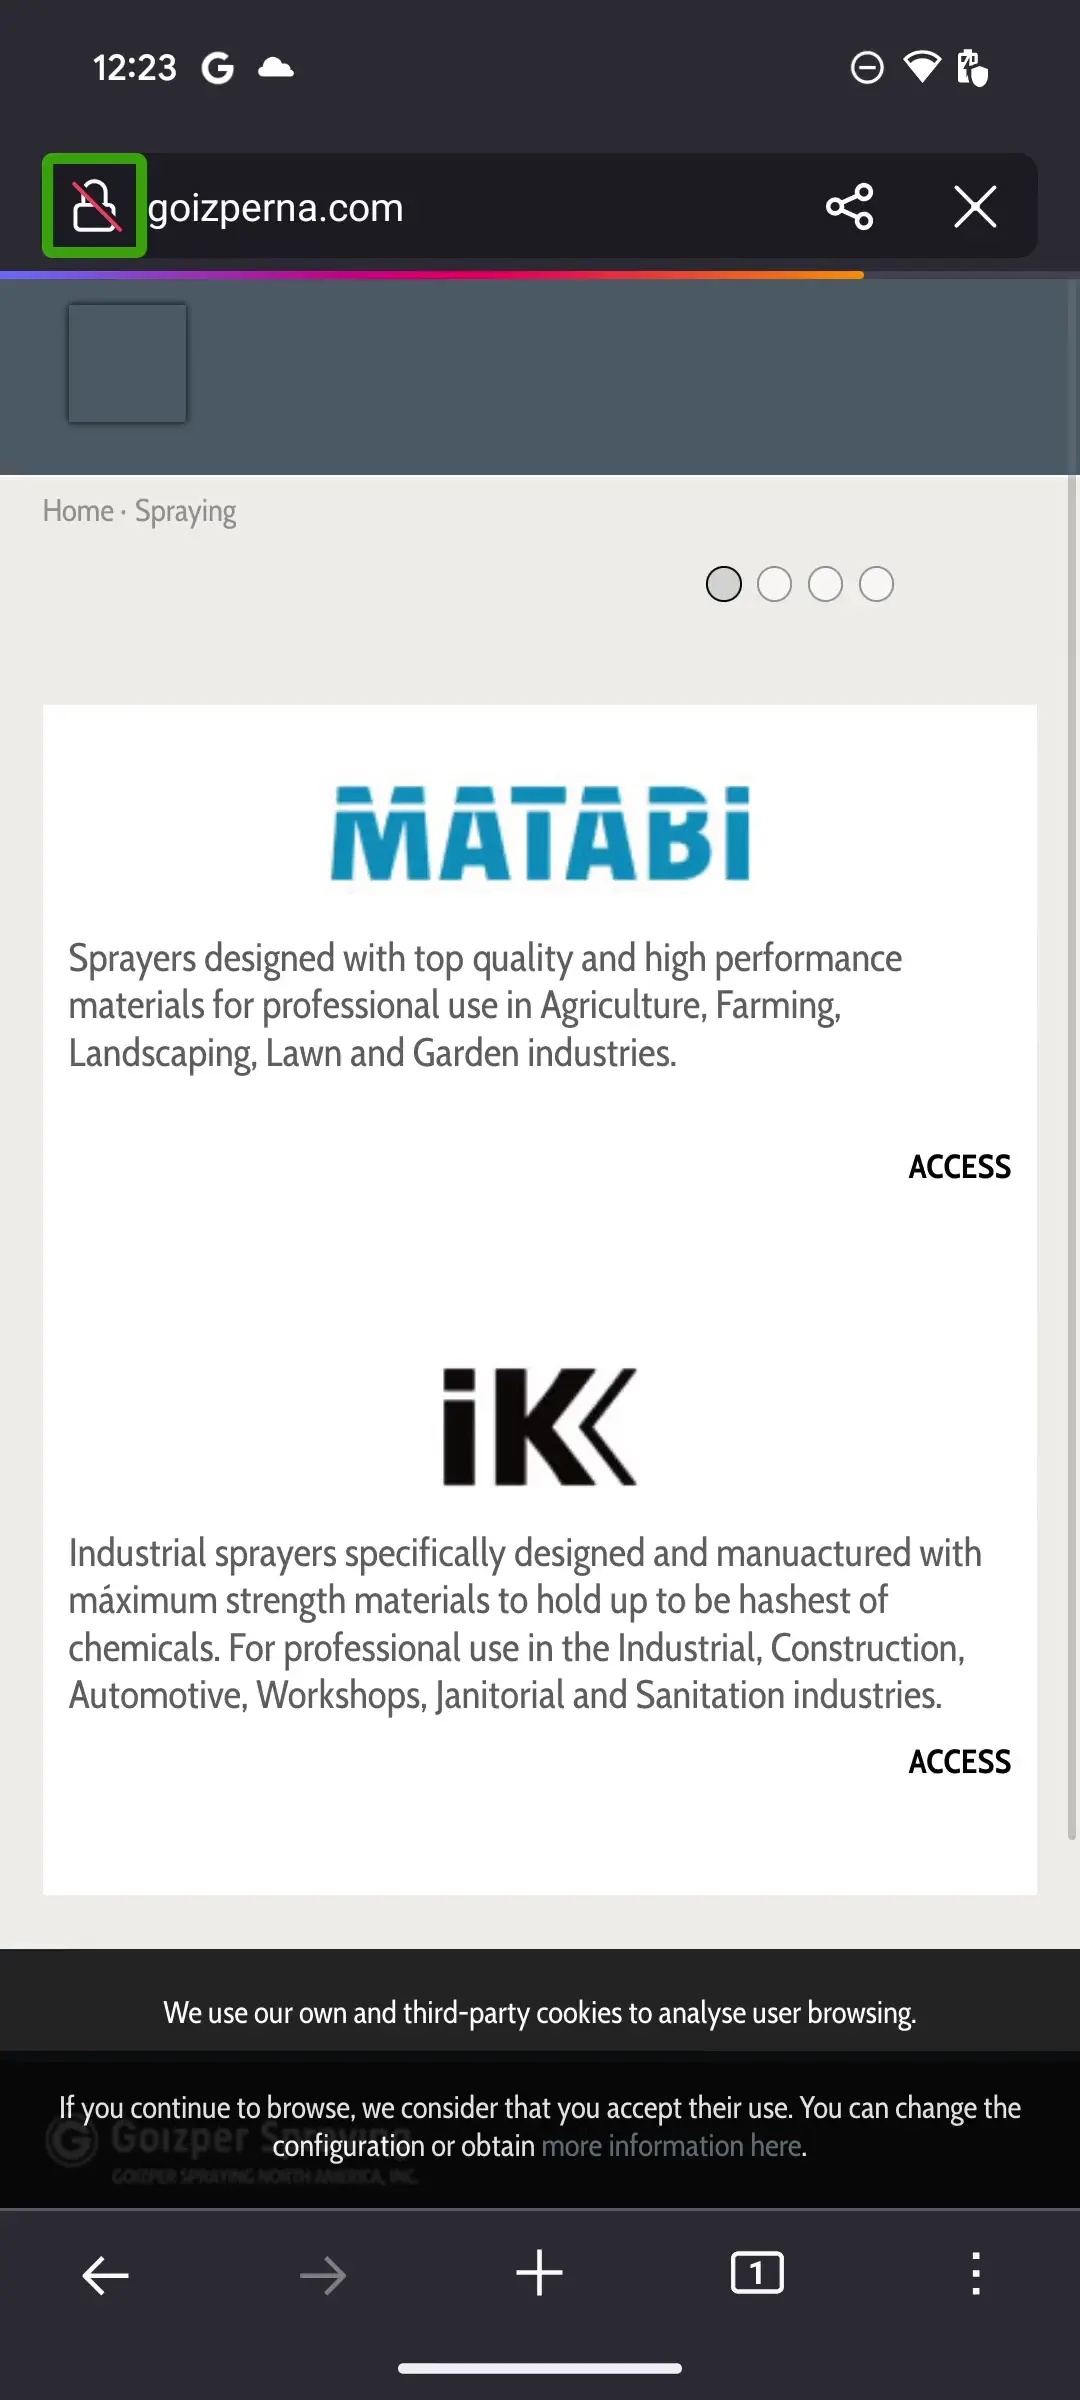 12:23
goizperna.com
Home · Spraying
MATABi
Sprayers designed with top quality and high performance
materials for professional use in Agriculture, Farming,
Landscaping, Lawn and Garden industries.
ACCESS
iK
Industrial sprayers specifically designed and manuactured with
máximum strength materials to hold up to be hashest of
chemicals. For professional use in the Industrial, Construction,
Automotive, Workshops, Janitorial and Sanitation industries.
ACCESS
We use our own and third-party cookies to analyse user browsing.
If you continue to browse, we consider that you accept their use. You can change the
configuration or obtain more information here.
Goizper Spraying
GOIZPER SPRAYING NORTH AMERICA, INC.
1